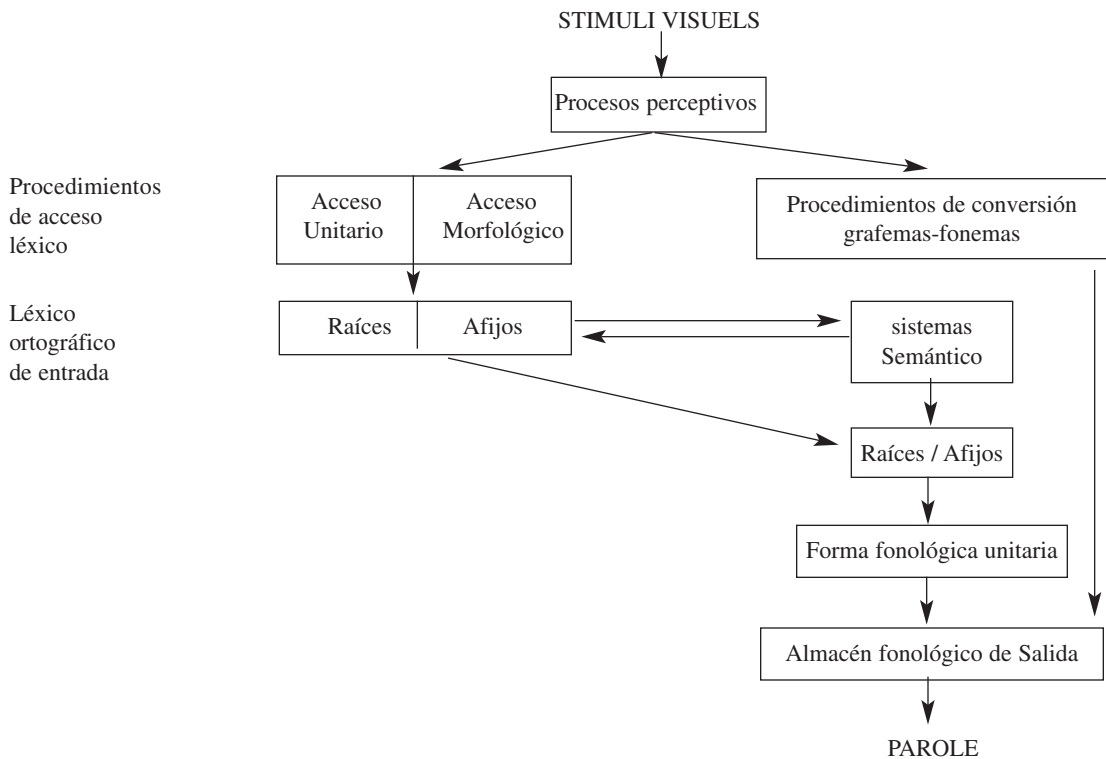 STIMULI VISUELS
Procesos perceptivos
Procedimientos
de acceso
léxico
Acceso
Unitario
Acceso
Morfológico
Procedimientos de conversión
grafemas-fonemas
Léxico
ortográfico
de entrada
Raíces
Afijos
sistemas
Semántico
Raíces / Afijos
Forma fonológica unitaria
Almacén fonológico de Salida
PAROLE